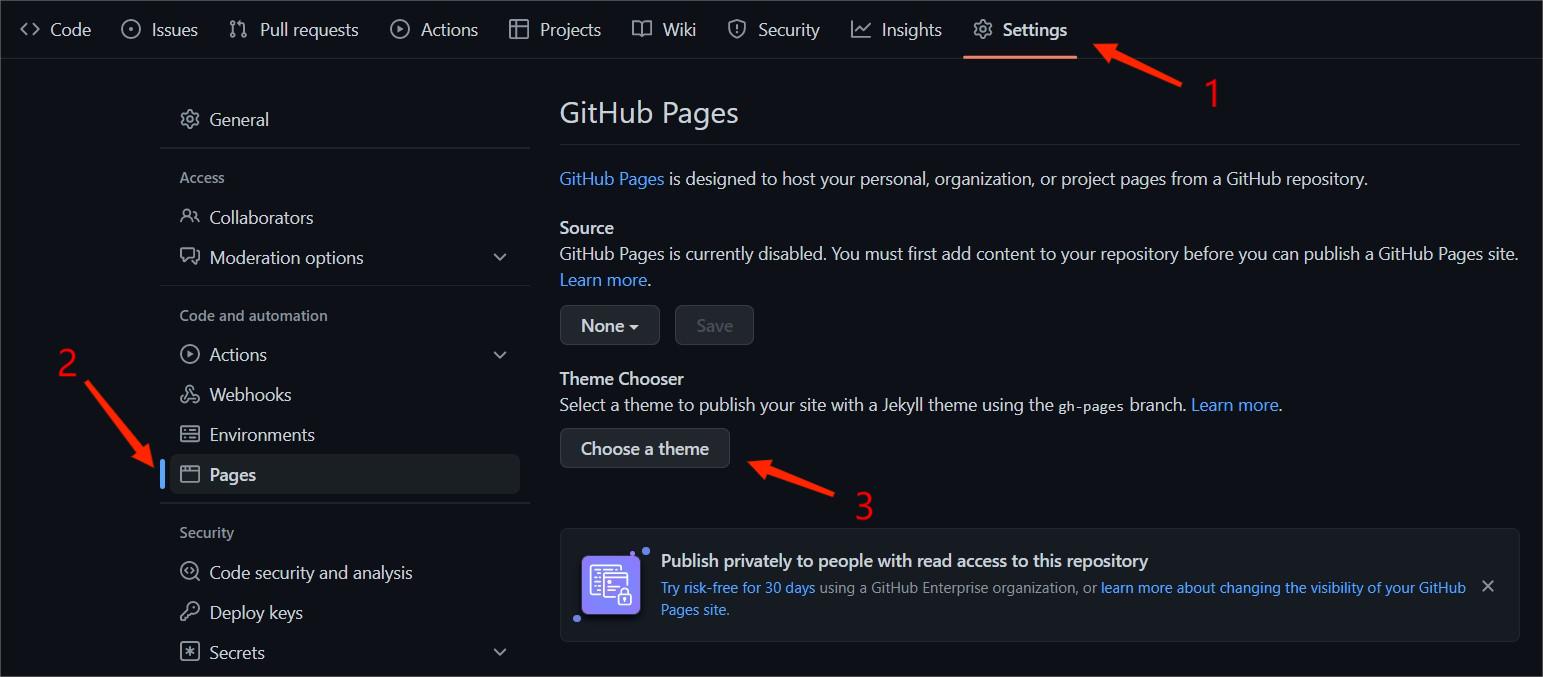 Code Issues Pull requests Actions Projects Wiki Security Insights Settings
1
General
Access
Collaborators
Moderation options
Code and automation
Actions
Webhooks
Environments
Pages
2
Security
Code security and analysis
Deploy keys
Secrets
GitHub Pages
GitHub Pages is designed to host your personal, organization, or project pages from a GitHub repository.
Source
GitHub Pages is currently disabled. You must first add content to your repository before you can publish a GitHub Pages site.
Learn more.
None Save
Theme Chooser
Select a theme to publish your site with a Jekyll theme using the gh-pages branch. Learn more.
Choose a theme
3
Publish privately to people with read access to this repository
Try risk-free for 30 days using a GitHub Enterprise organization, or learn more about changing the visibility of your GitHub
Pages site.